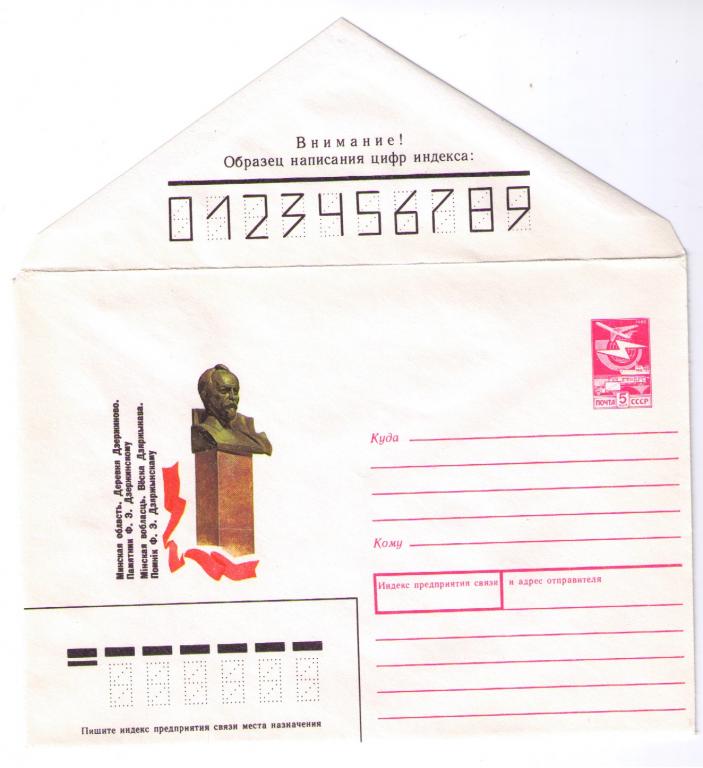 Внимание!
Образец написания цифр индекса:
0123456789
ПОЧТА 5 СССР
Минская область. Деревня Дзержиново.
Памятник Ф. Э. Дзержинскому
Мінская вобласць. Вёска Дзяржынава.
Помнік Ф. Э. Дзяржынскаму
Куда
Кому
Индекс предприятия связи и адрес отправителя
Пишите индекс предприятия связи места назначения